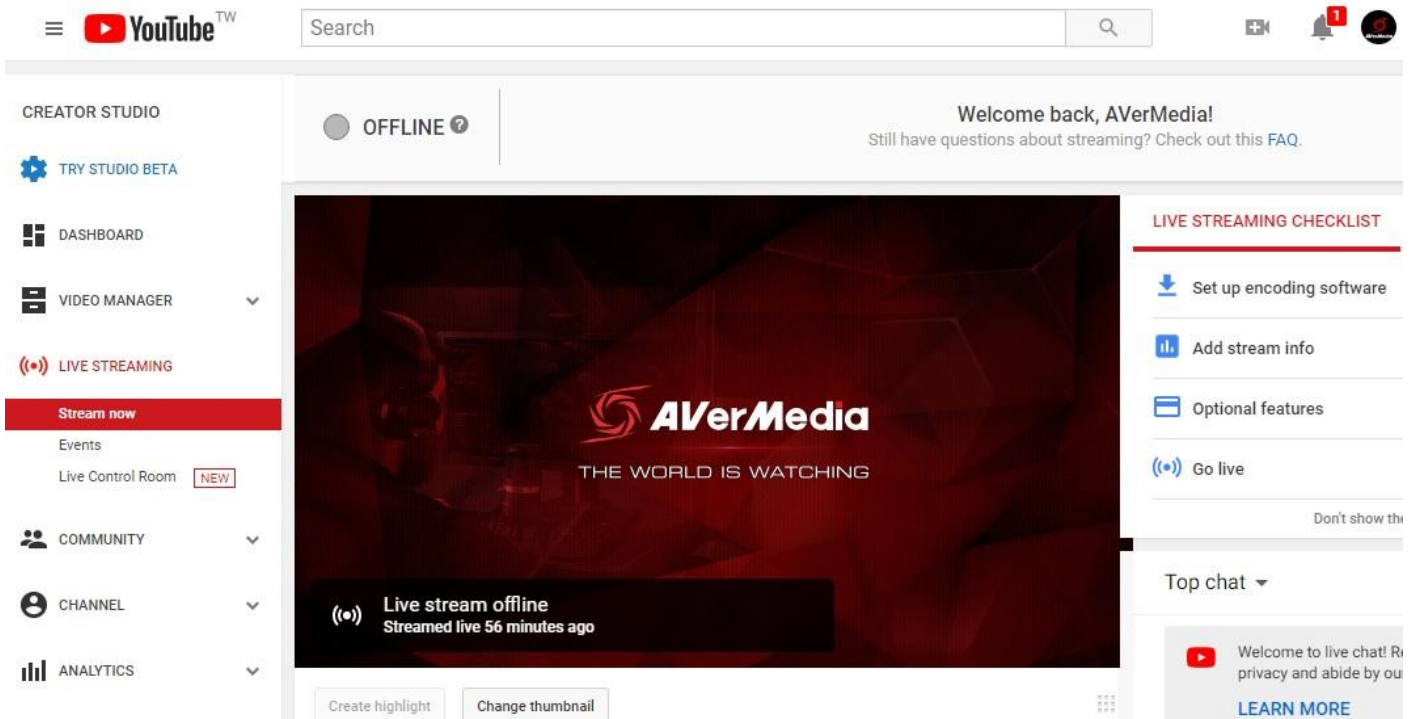 YouTube TW
Search
1
CREATOR STUDIO
TRY STUDIO BETA
DASHBOARD
VIDEO MANAGER
LIVE STREAMING
Stream now
Events
Live Control Room NEW
COMMUNITY
CHANNEL
ANALYTICS
OFFLINE ?
Welcome back, AVerMedia!
Still have questions about streaming? Check out this FAQ.
AVerMedia
THE WORLD IS WATCHING
Live stream offline
Streamed live 56 minutes ago
Create highlight
Change thumbnail
LIVE STREAMING CHECKLIST
Set up encoding software
Add stream info
Optional features
Go live
Don't show the
Top chat
Welcome to live chat! Re
privacy and abide by our
LEARN MORE